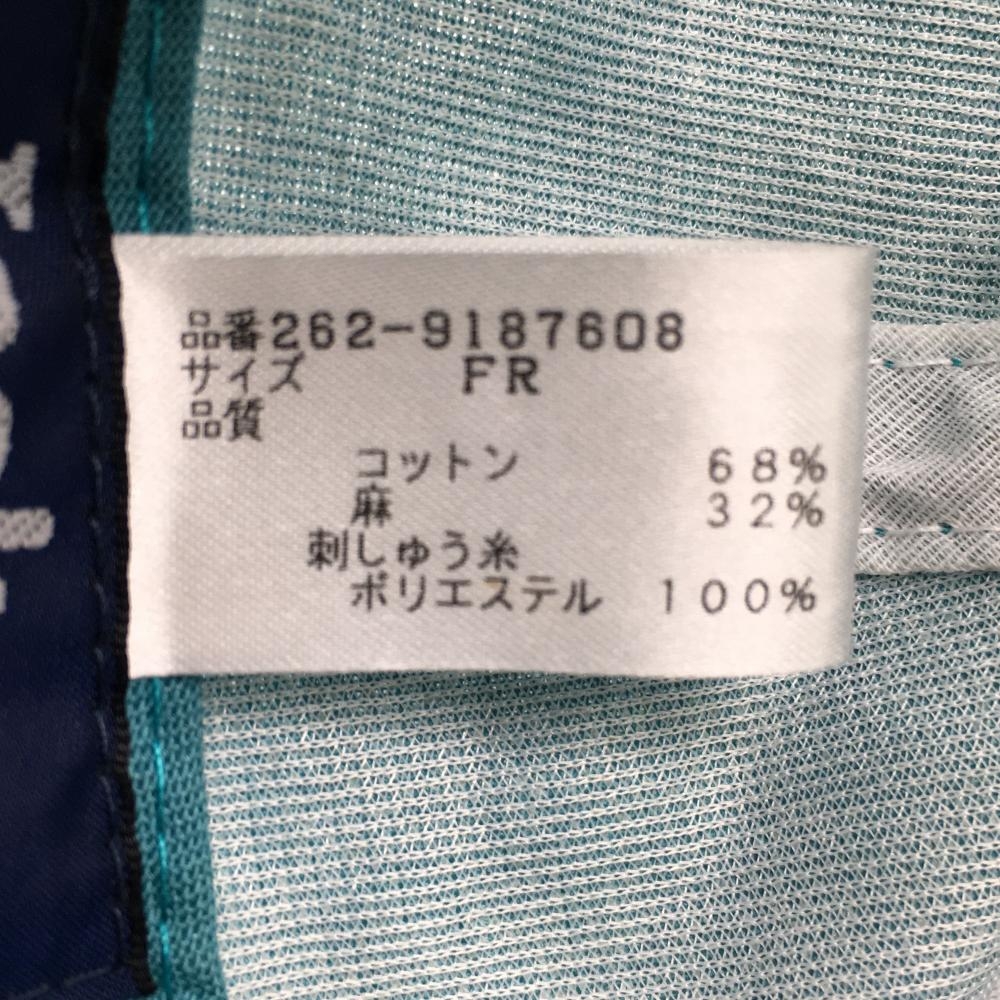 品番262-9187608
サイズ FR
品質
コットン 68%
麻 32%
刺しゅう糸
ポリエステル 100%